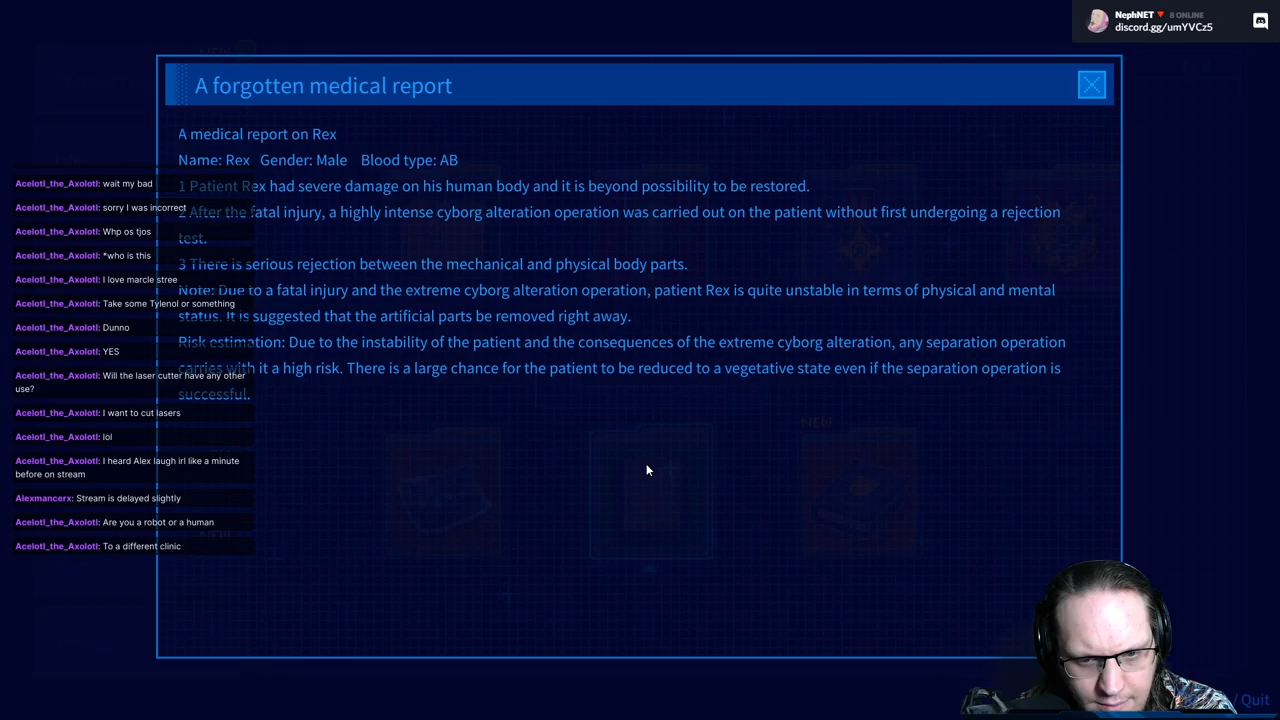 NephNET 8 ONLINE
discord.gg/umYVCz5
NEW
A forgotten medical report
A medical report on Rex
Name: Rex Gender: Male Blood type: AB
1 Patient Rex had severe damage on his human body and it is beyond possibility to be restored.
2 After the fatal injury, a highly intense cyborg alteration operation was carried out on the patient without first undergoing a rejection
test.
3 There is serious rejection between the mechanical and physical body parts.
Note: Due to a fatal injury and the extreme cyborg alteration operation, patient Rex is quite unstable in terms of physical and mental
status. It is suggested that the artificial parts be removed right away.
Risk estimation: Due to the instability of the patient and the consequences of the extreme cyborg alteration, any separation operation
carries with it a high risk. There is a large chance for the patient to be reduced to a vegetative state even if the separation operation is
successful.
Acelotl_the_Axolotl: wait my bad
Acelotl_the_Axolotl: sorry I was incorrect
Acelotl_the_Axolotl: Whp os tjos
Acelotl_the_Axolotl: *who is this
Acelotl_the_Axolotl: I love marcle stree
Acelotl_the_Axolotl: Take some Tylenol or something
Acelotl_the_Axolotl: Dunno
Acelotl_the_Axolotl: YES
Acelotl_the_Axolotl: Will the laser cutter have any other
use?
Acelotl_the_Axolotl: I want to cut lasers
Acelotl_the_Axolotl: lol
Acelotl_the_Axolotl: I heard Alex laugh irl like a minute
before on stream
Alexmancerx: Stream is delayed slightly
Acelotl_the_Axolotl: Are you a robot or a human
Acelotl_the_Axolotl: To a different clinic
NEW
NEW
/ Quit